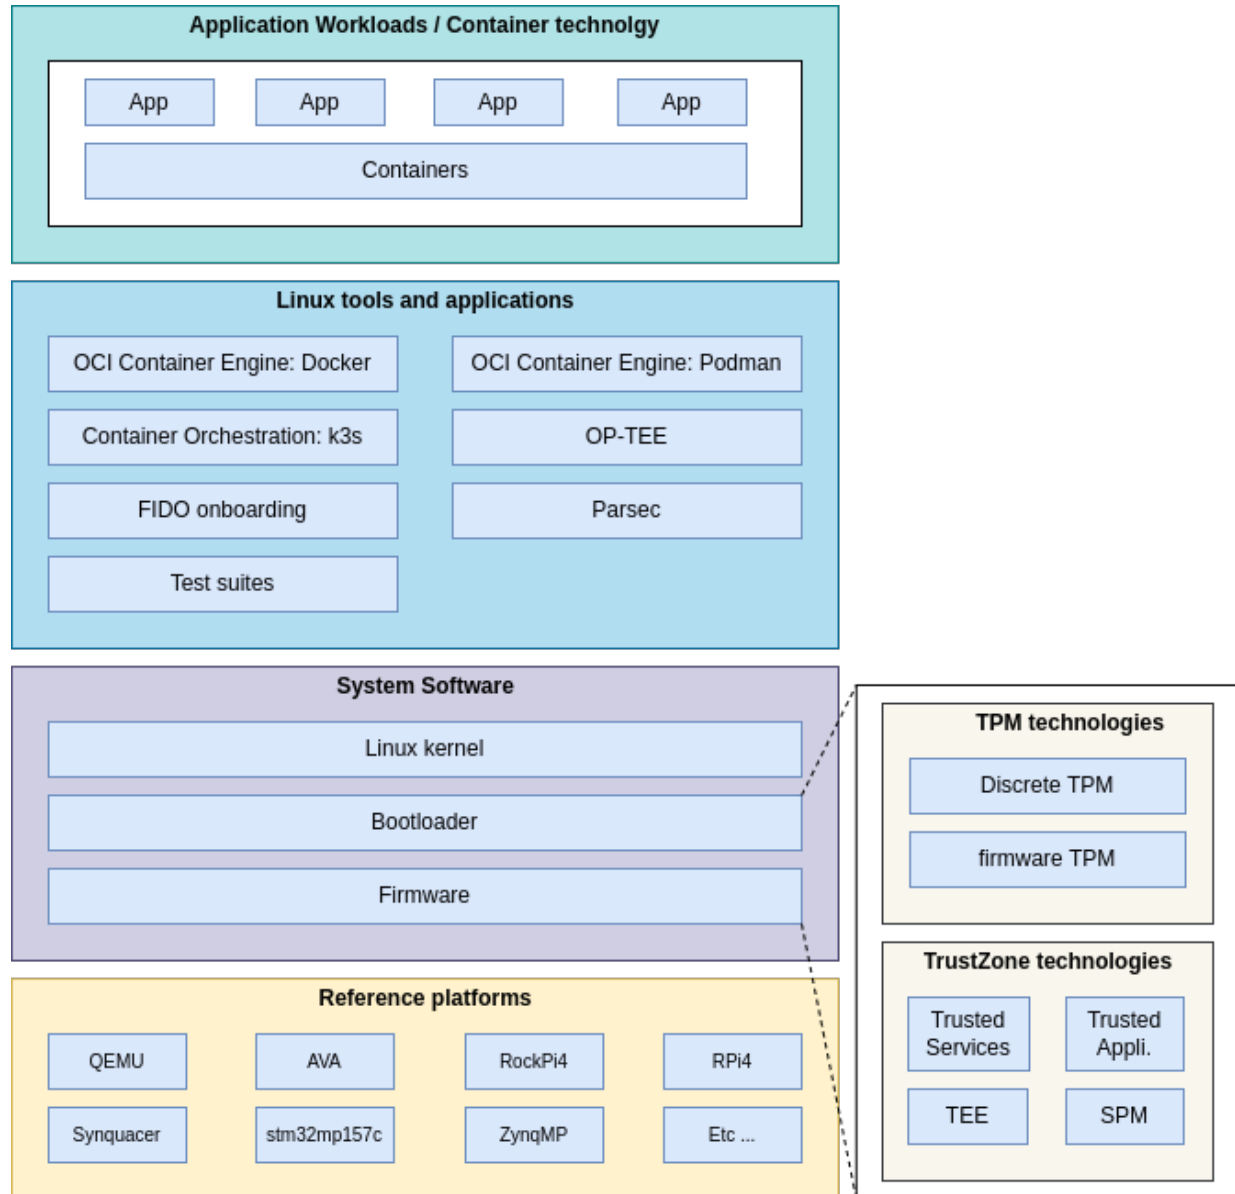 Application Workloads / Container technolgy
App
App
App
App
Containers
Linux tools and applications
OCI Container Engine: Docker
OCI Container Engine: Podman
Container Orchestration: k3s
OP-TEE
FIDO onboarding
Parsec
Test suites
System Software
Linux kernel
Bootloader
Firmware
TPM technologies
Discrete TPM
firmware TPM
TrustZone technologies
Trusted
Services
Trusted
Appli.
TEE
SPM
Reference platforms
QEMU
AVA
RockPi4
RPi4
Synquacer
stm32mp157c
ZynqMP
Etc ...